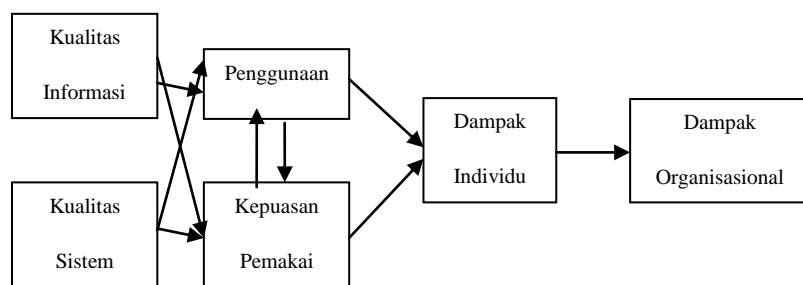 Kualitas
Informasi
Penggunaan
Kualitas
Sistem
Kepuasan
Pemakai
Dampak
Individu
Dampak
Organisasional